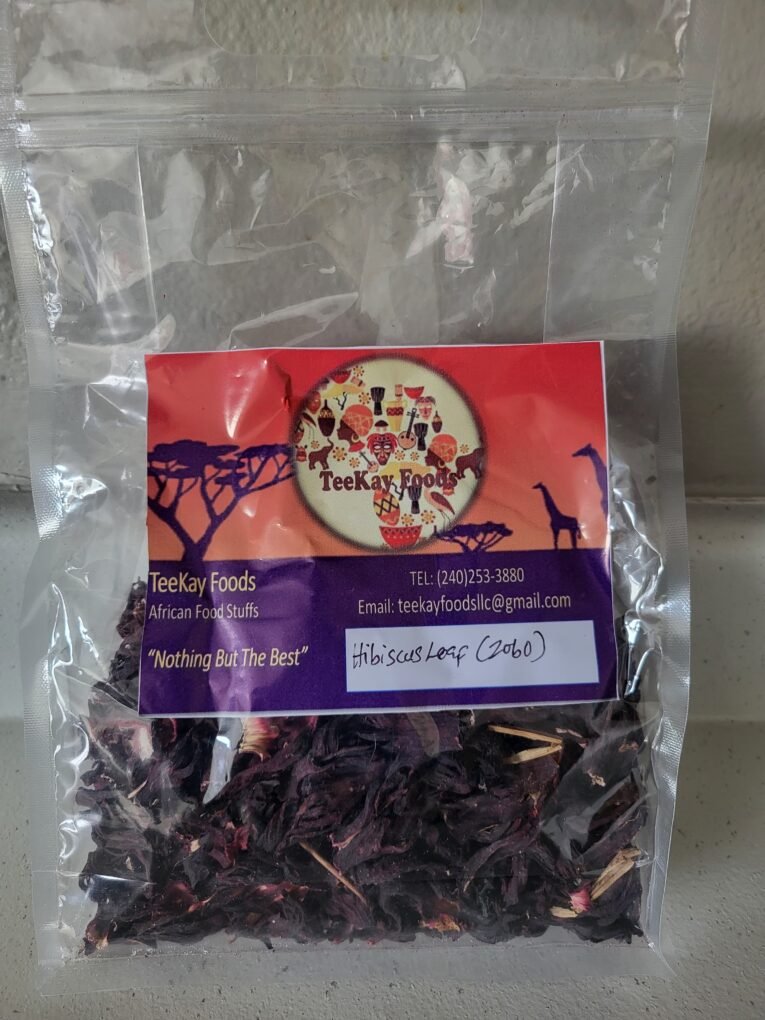 TeeKay Foods
TeeKay Foods
African Food Stuffs
"Nothing But The Best"
TEL: (240)253-3880
Email: teekayfoodsllc@gmail.com
Hibiscus Leaf (Zobo)